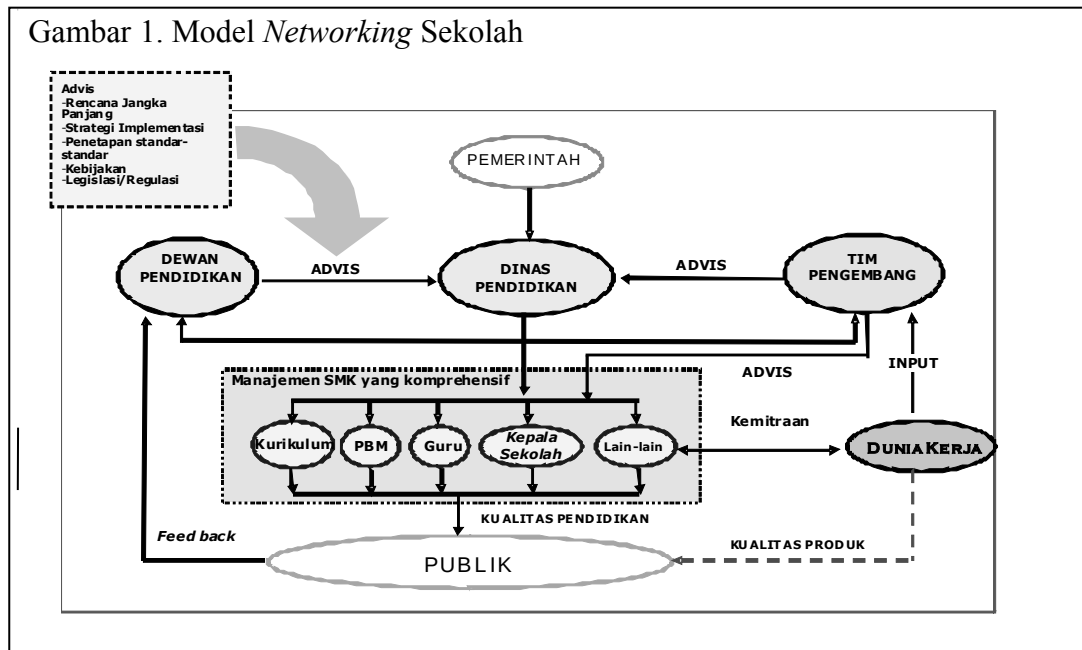 Gambar 1. Model Networking Sekolah
Advis
-Rencana Jangka
Panjang
-Strategi Implementasi
-Penetapan standar-
standar
-Kebijakan
-Legislasi/Regulasi
PEMERINTAH
DEWAN
PENDIDIKAN
ADVIS
DINAS
PENDIDIKAN
ADVIS
TIM
PENGEMBANG
Manajemen SMK yang komprehensif
ADVIS
INPUT
Kurikulum
PBM
Guru
Kepala
Sekolah
Lain-lain
Kemitraan
DUNIA KERJA
KUALITAS PENDIDIKAN
Feed back
PUBLIK
KUALITAS PRODUK